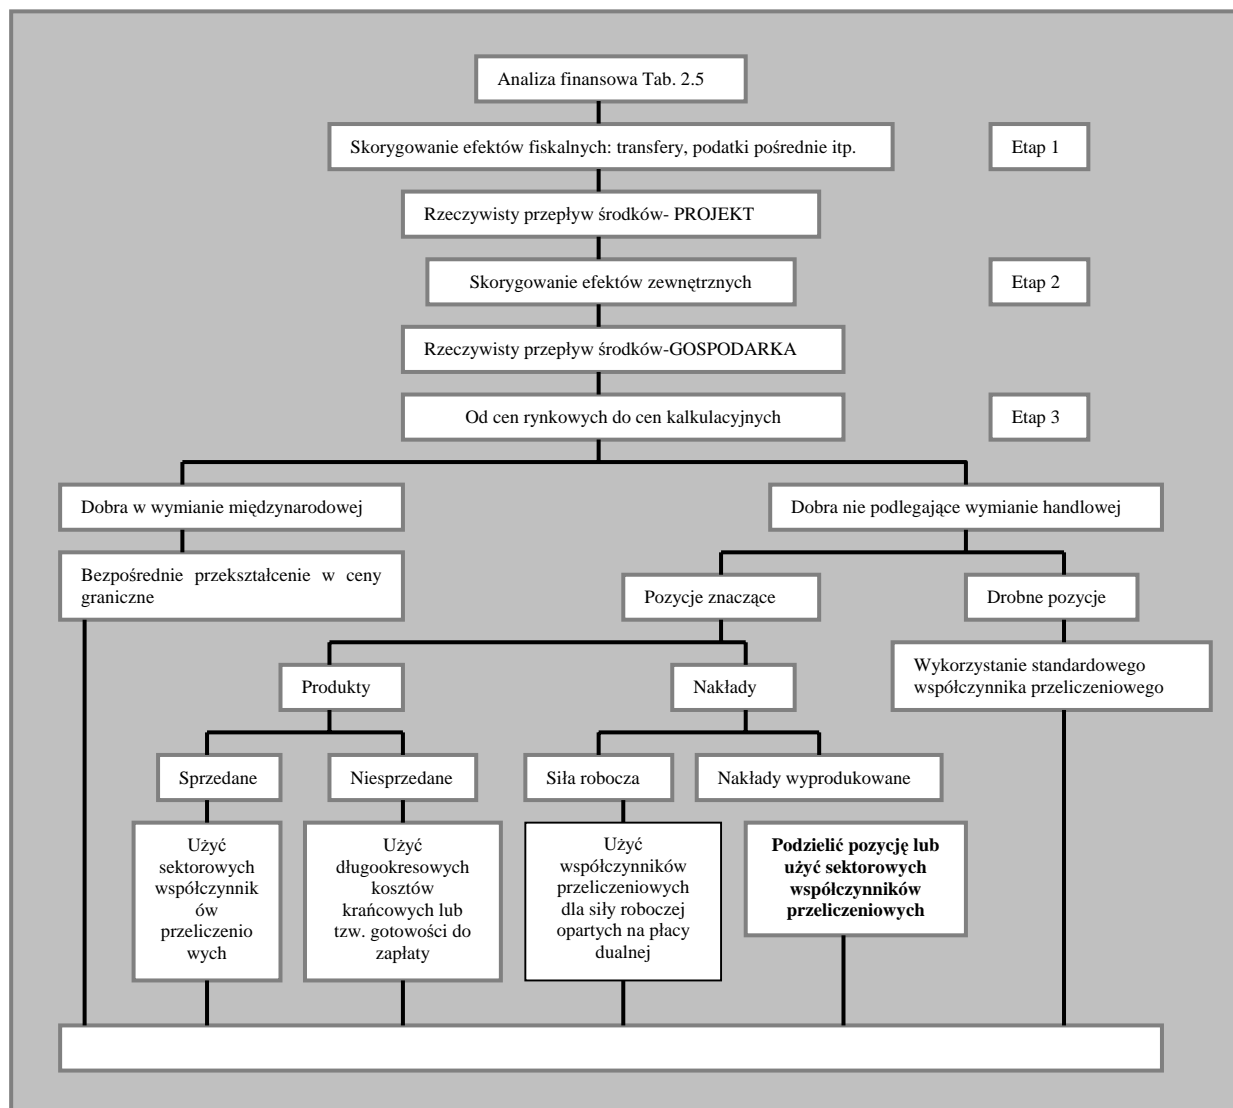 Analiza finansowa Tab. 2.5
Skorygowanie efektów fiskalnych: transfery, podatki pośrednie itp.
Etap 1
Rzeczywisty przepływ środków- PROJEKT
Skorygowanie efektów zewnętrznych
Etap 2
Rzeczywisty przepływ środków-GOSPODARKA
Od cen rynkowych do cen kalkulacyjnych
Etap 3
Dobra w wymianie międzynarodowej
Dobra nie podlegające wymianie handlowej
Bezpośrednie przekształcenie w ceny
graniczne
Pozycje znaczące
Drobne pozycje
Produkty
Nakłady
Wykorzystanie standardowego
współczynnika przeliczeniowego
Sprzedane
Niesprzedane
Siła robocza
Nakłady wyprodukowane
Użyć
sektorowych
współczynnik
ów
przeliczenio
wych
Użyć
długookresowych
kosztów
krańcowych lub
tzw. gotowości do
zapłaty
Użyć
współczynników
przeliczeniowych
dla siły roboczej
opartych na płacy
dualnej
Podzielić pozycję lub
użyć sektorowych
współczynników
przeliczeniowych